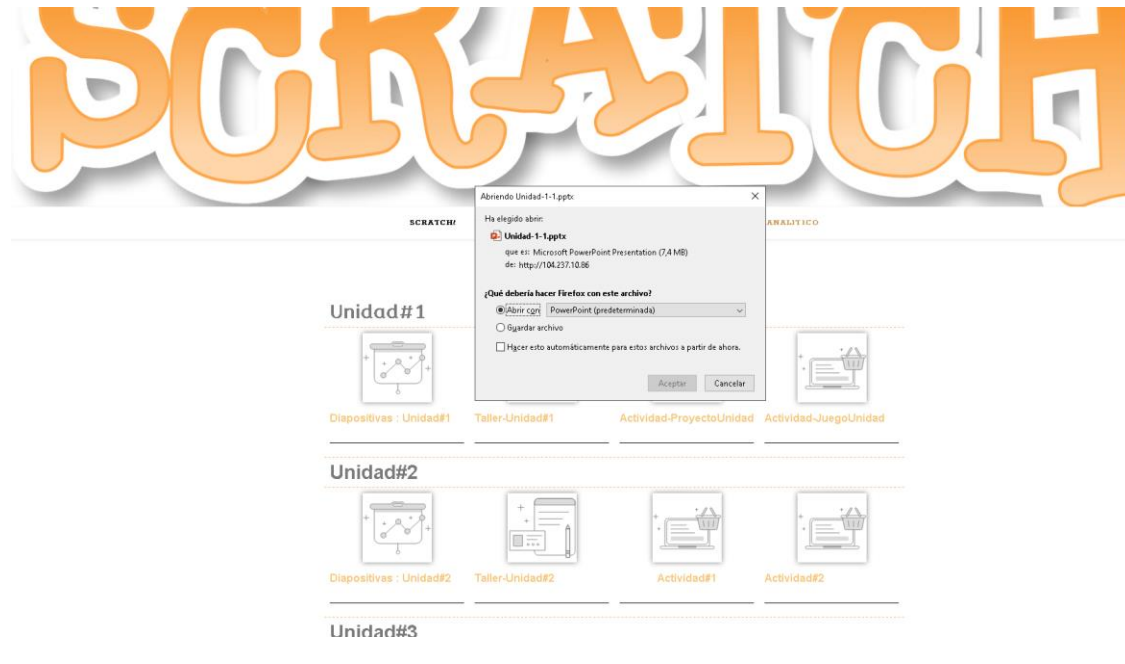 SCRATCH
SCRATCH!
ANALITICO
Abriendo Unidad-1-1.pptx
Ha elegido abrir:
Unidad-1-1.pptx
que es: Microsoft PowerPoint Presentation (7,4 MB)
de: http://104.237.10.86
¿Qué debería hacer Firefox con este archivo?
Abrir con PowerPoint (predeterminada)
Guardar archivo
Hacer esto automáticamente para estos archivos a partir de ahora.
Aceptar Cancelar
Unidad#1
Diapositivas : Unidad#1 Taller-Unidad#1 Actividad-ProyectoUnidad Actividad-JuegoUnidad
Unidad#2
Diapositivas : Unidad#2 Taller-Unidad#2 Actividad#1 Actividad#2
Unidad#3